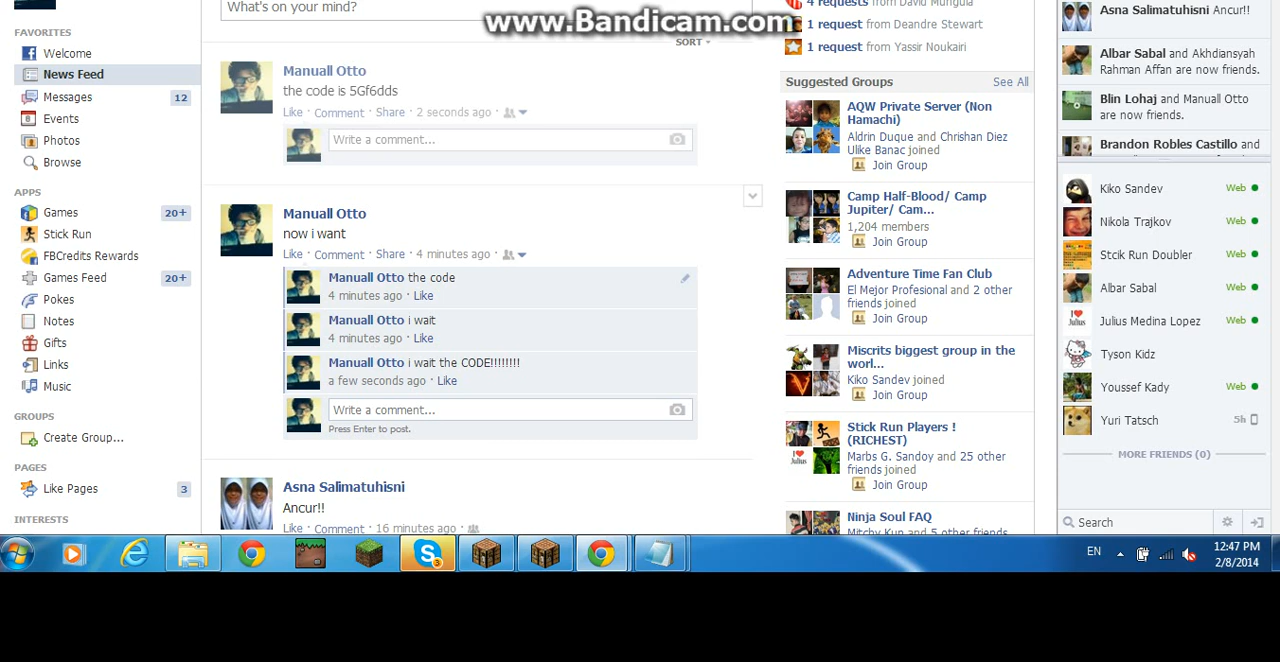 What's on your mind?
www.Bandicam.com
SORT
FAVORITES
Welcome
News Feed
Messages 12
Events
Photos
Browse
APPS
Games 20+
Stick Run
FBCredits Rewards
Games Feed 20+
Pokes
Notes
Gifts
Links
Music
GROUPS
Create Group...
PAGES
Like Pages 3
INTERESTS
Manuall Otto
the code is 5Gf6dds
Like · Comment · Share · 2 seconds ago ·
Write a comment...
Manuall Otto
now i want
Like · Comment · Share · 4 minutes ago ·
Manuall Otto the code
4 minutes ago · Like
Manuall Otto i wait
4 minutes ago · Like
Manuall Otto i wait the CODE!!!!!!!!
a few seconds ago · Like
Write a comment...
Press Enter to post.
Asna Salimatuhisni
Ancur!!
Like · Comment · 16 minutes ago ·
4 requests from David Murigula
1 request from Deandre Stewart
1 request from Yassir Noukairi
Suggested Groups See All
AQW Private Server (Non
Hamachi)
Aldrin Duque and Chrishan Diez
Ulike Banac joined
Join Group
Camp Half-Blood/ Camp
Jupiter/ Cam...
1,204 members
Join Group
Adventure Time Fan Club
El Mejor Profesional and 2 other
friends joined
Join Group
Miscrits biggest group in the
worl...
Kiko Sandev joined
Join Group
Stick Run Players !
(RICHEST)
Marbs G. Sandoy and 25 other
friends joined
Join Group
Ninja Soul FAQ
Mitchy Kun and 5 other friends
Asna Salimatuhisni Ancur!!
Albar Sabal and Akhdansyah
Rahman Affan are now friends.
Blin Lohaj and Manuall Otto
are now friends.
Brandon Robles Castillo and
Kiko Sandev Web
Nikola Trajkov Web
Stcik Run Doubler Web
Albar Sabal Web
Julius Medina Lopez Web
Tyson Kidz
Youssef Kady Web
Yuri Tatsch 5h
MORE FRIENDS (0)
Search
EN
12:47 PM
2/8/2014